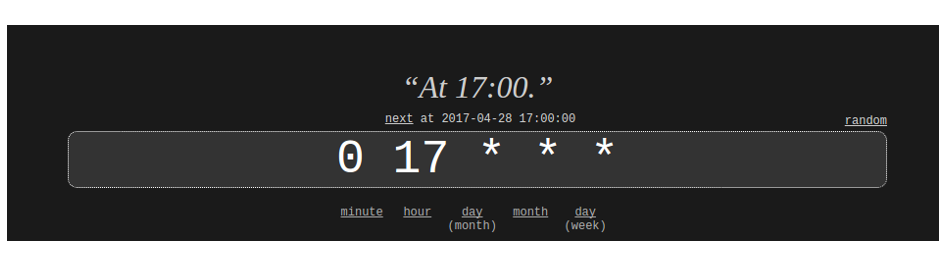 “At 17:00.”
next at 2017-04-28 17:00:00
random
0 17 * * *
minute hour day month day
(month) (week)